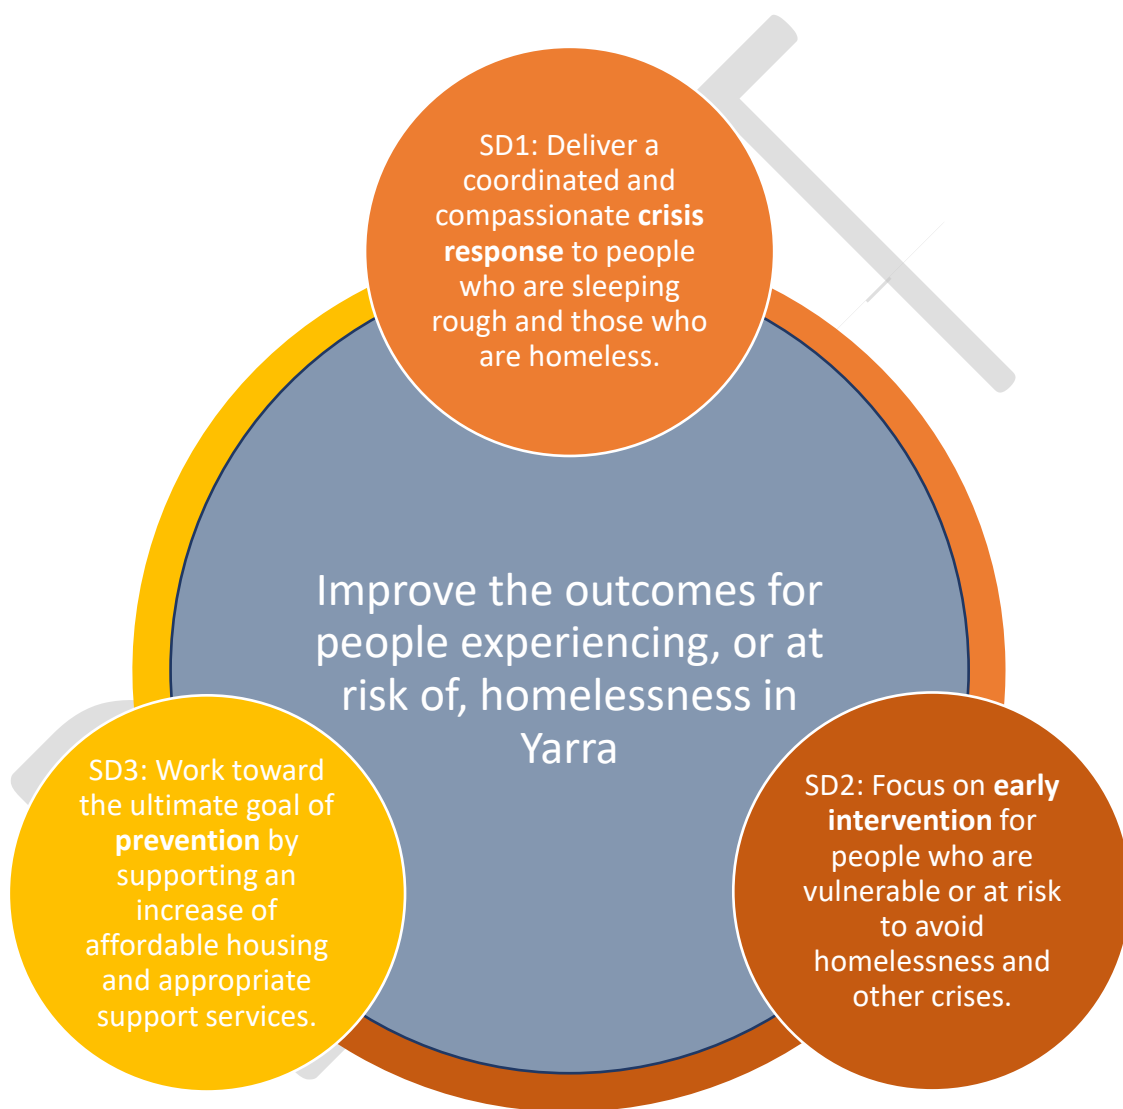 SD1: Deliver a
coordinated and
compassionate crisis
response to people
who are sleeping
rough and those who
are homeless.
Improve the outcomes for
people experiencing, or at
risk of, homelessness in
Yarra
SD3: Work toward
the ultimate goal of
prevention by
supporting an
increase of
affordable housing
and appropriate
support services.
SD2: Focus on early
intervention for
people who are
vulnerable or at risk
to avoid
homelessness and
other crises.